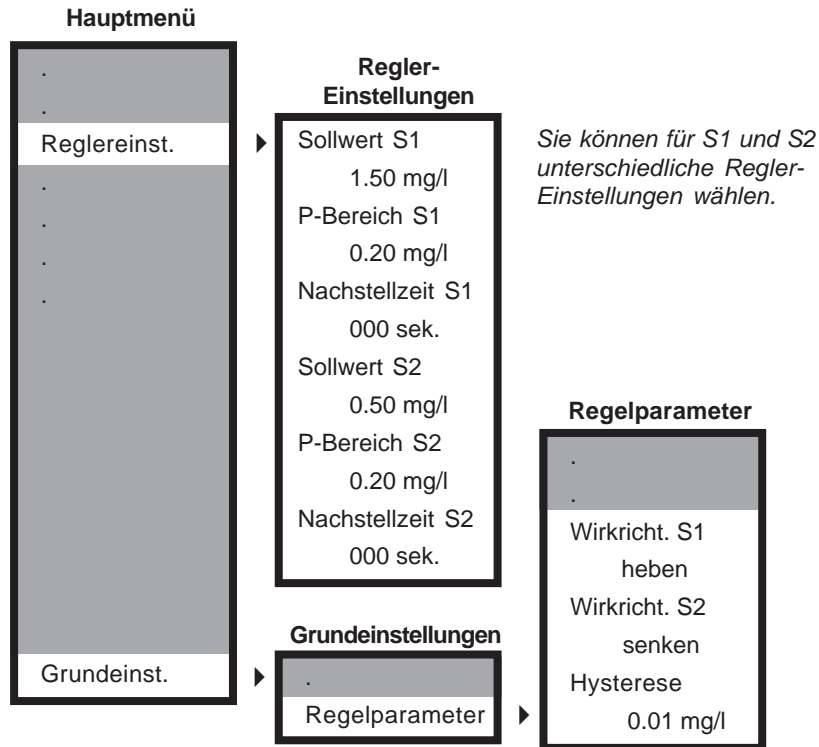 Hauptmenü
.
.
Reglereinst.
.
.
.
.
Grundeinst.
Regler-
Einstellungen
Sollwert S1
1.50 mg/l
P-Bereich S1
0.20 mg/l
Nachstellzeit S1
000 sek.
Sollwert S2
0.50 mg/l
P-Bereich S2
0.20 mg/l
Nachstellzeit S2
000 sek.
Sie können für S1 und S2
unterschiedliche Regler-
Einstellungen wählen.
Grundeinstellungen
.
Regelparameter
Regelparameter
.
.
Wirkricht. S1
heben
Wirkricht. S2
senken
Hysterese
0.01 mg/l